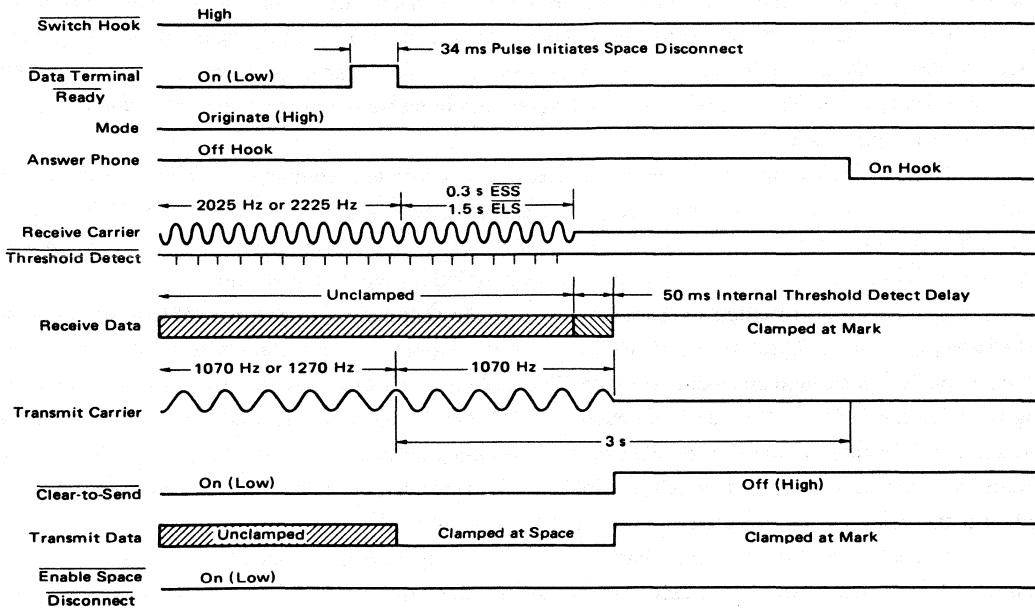 Switch Hook
High
34 ms Pulse Initiates Space Disconnect
Data Terminal
Ready
On (Low)
Mode
Originate (High)
Answer Phone
Off Hook
On Hook
2025 Hz or 2225 Hz
0.3 s ESS
1.5 s ELS
Receive Carrier
Threshold Detect
Unclamped
50 ms Internal Threshold Detect Delay
Receive Data
Clamped at Mark
1070 Hz or 1270 Hz
1070 Hz
Transmit Carrier
3 s
Clear-to-Send
On (Low)
Off (High)
Transmit Data
Unclamped
Clamped at Space
Clamped at Mark
Enable Space
Disconnect
On (Low)